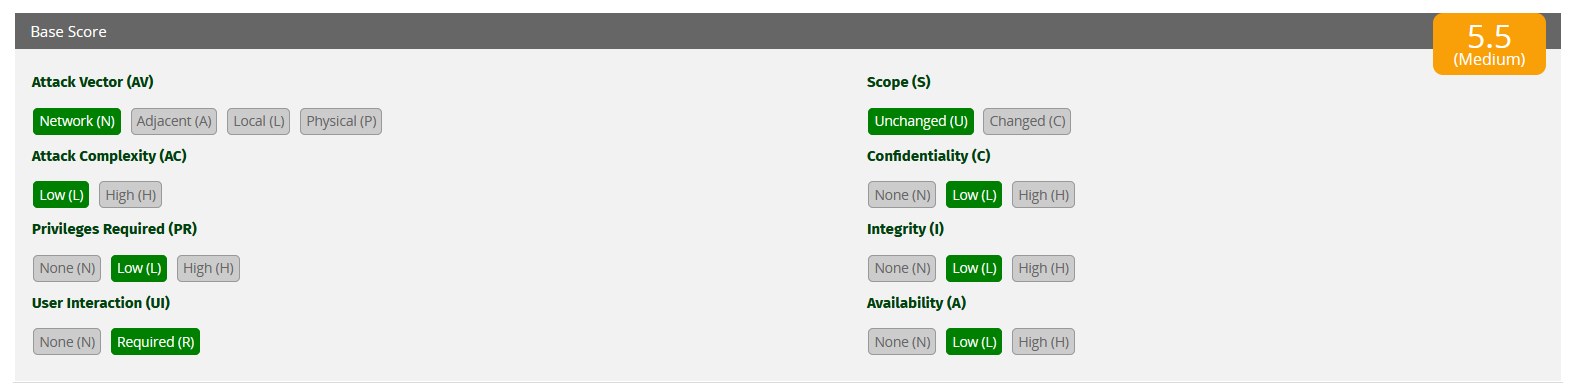 Base Score
5.5
(Medium)
Attack Vector (AV)
Network (N) Adjacent (A) Local (L) Physical (P)
Attack Complexity (AC)
Low (L) High (H)
Privileges Required (PR)
None (N) Low (L) High (H)
User Interaction (UI)
None (N) Required (R)
Scope (S)
Unchanged (U) Changed (C)
Confidentiality (C)
None (N) Low (L) High (H)
Integrity (I)
None (N) Low (L) High (H)
Availability (A)
None (N) Low (L) High (H)